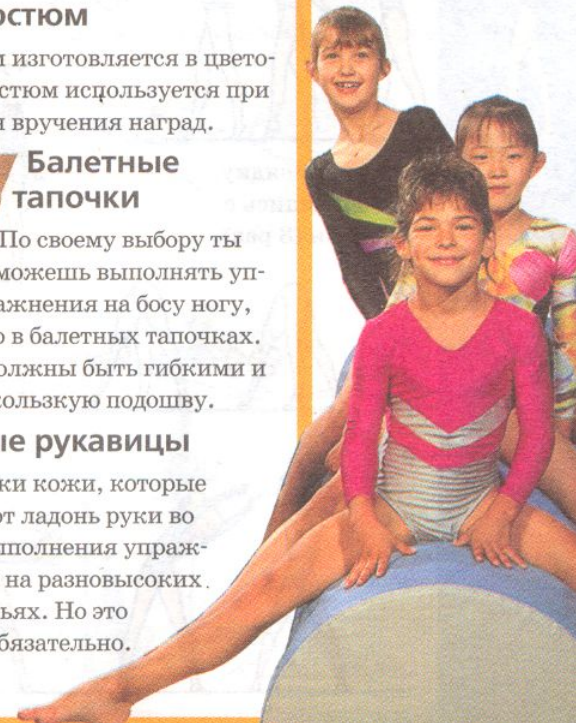 остюм
изготовляется в цвето-
стюм используется при
вручения наград.
Балетные
тапочки
По своему выбору ты
можешь выполнять уп-
ражнения на босу ногу,
в балетных тапочках.
олжны быть гибкими и
кользкую подошву.
ые рукавицы
ки кожи, которые
от ладонь руки во
полнения упраж-
на разновысоких
ьях. Но это
бязательно.